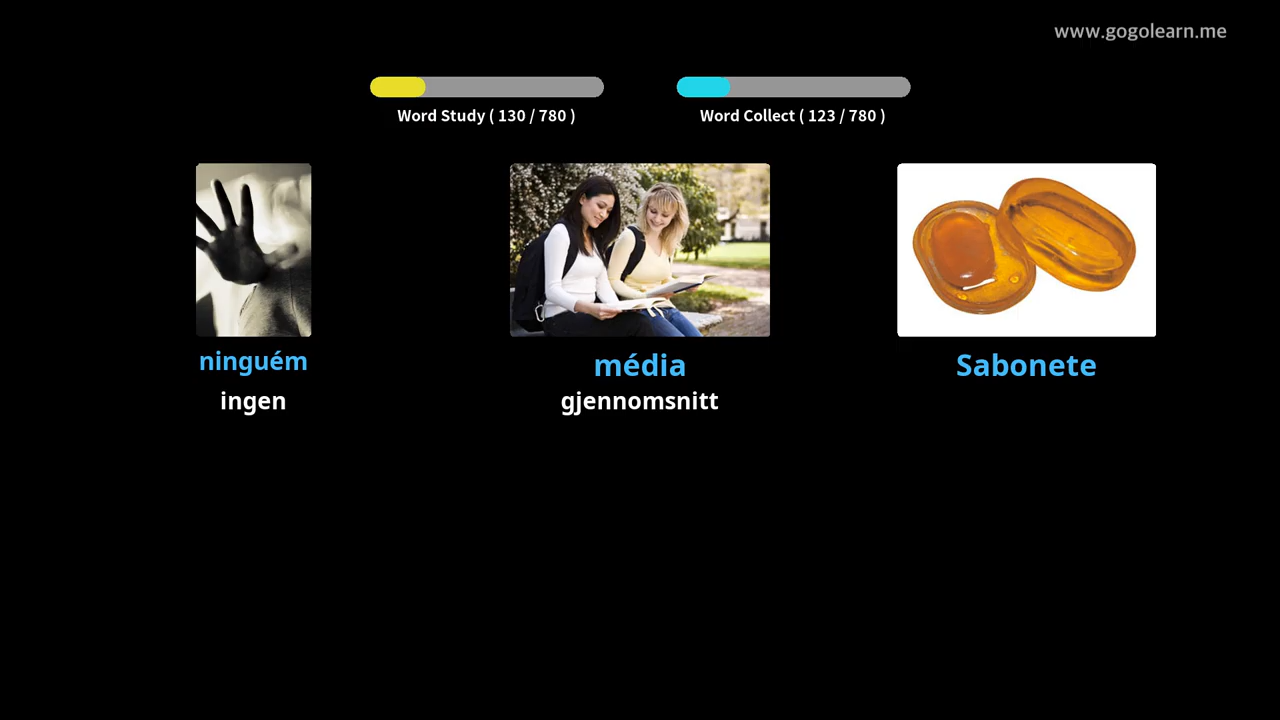 www.gogolearn.me
Word Study ( 130 / 780 )
Word Collect ( 123 / 780 )
ninguém
ingen
média
gjennomsnitt
Sabonete